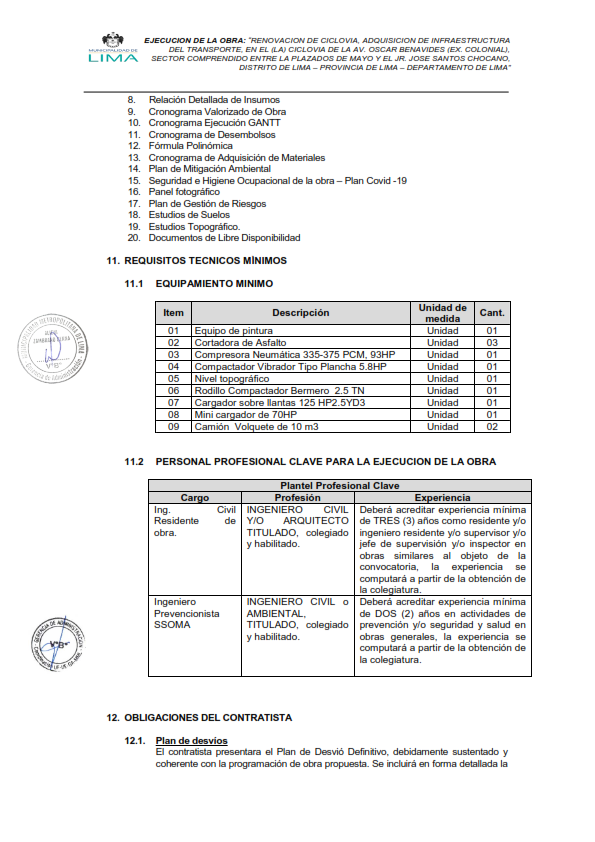 MUNICIPALIDAD DE
LIMA
EJECUCION DE LA OBRA: "RENOVACION DE CICLOVIA, ADQUISICION DE INFRAESTRUCTURA
DEL TRANSPORTE, EN EL (LA) CICLOVIA DE LA AV. OSCAR BENAVIDES (EX. COLONIAL),
SECTOR COMPRENDIDO ENTRE LA PLAZADOS DE MAYO Y EL JR. JOSE SANTOS CHOCANO,
DISTRITO DE LIMA – PROVINCIA DE LIMA – DEPARTAMENTO DE LIMA"
8. Relación Detallada de Insumos
9. Cronograma Valorizado de Obra
10. Cronograma Ejecución GANTT
11. Cronograma de Desembolsos
12. Fórmula Polinómica
13. Cronograma de Adquisición de Materiales
14. Plan de Mitigación Ambiental
15. Seguridad e Higiene Ocupacional de la obra – Plan Covid -19
16. Panel fotográfico
17. Plan de Gestión de Riesgos
18. Estudios de Suelos
19. Estudios Topográfico.
20. Documentos de Libre Disponibilidad
11. REQUISITOS TECNICOS MÍNIMOS
11.1 EQUIPAMIENTO MINIMO
Item Descripción Unidad de medida Cant.
01 Equipo de pintura Unidad 01
02 Cortadora de Asfalto Unidad 03
03 Compresora Neumática 335-375 PCM, 93HP Unidad 01
04 Compactador Vibrador Tipo Plancha 5.8HP Unidad 01
05 Nivel topográfico Unidad 01
06 Rodillo Compactador Bermero 2.5 TN Unidad 01
07 Cargador sobre llantas 125 HP2.5YD3 Unidad 01
08 Mini cargador de 70HP Unidad 01
09 Camión Volquete de 10 m3 Unidad 02
11.2 PERSONAL PROFESIONAL CLAVE PARA LA EJECUCION DE LA OBRA
Plantel Profesional Clave
Cargo Profesión Experiencia
Ing. Civil
Residente de
obra.
INGENIERO CIVIL
Y/O ARQUITECTO
TITULADO, colegiado
y habilitado.
Deberá acreditar experiencia mínima
de TRES (3) años como residente y/o
ingeniero residente y/o supervisor y/o
jefe de supervisión y/o inspector en
obras similares al objeto de la
convocatoria, la experiencia se
computará a partir de la obtención de
la colegiatura.
Ingeniero
Prevencionista
SSOMA
INGENIERO CIVIL o
AMBIENTAL,
TITULADO, colegiado
y habilitado.
Deberá acreditar experiencia mínima
de DOS (2) años en actividades de
prevención y/o seguridad y salud en
obras generales, la experiencia se
computará a partir de la obtención de
la colegiatura.
GERENCIA DE ADMINISTRACIÓN
V°B°
12. OBLIGACIONES DEL CONTRATISTA
12.1. Plan de desvíos
El contratista presentara el Plan de Desvió Definitivo, debidamente sustentado y
coherente con la programación de obra propuesta. Se incluirá en forma detallada la